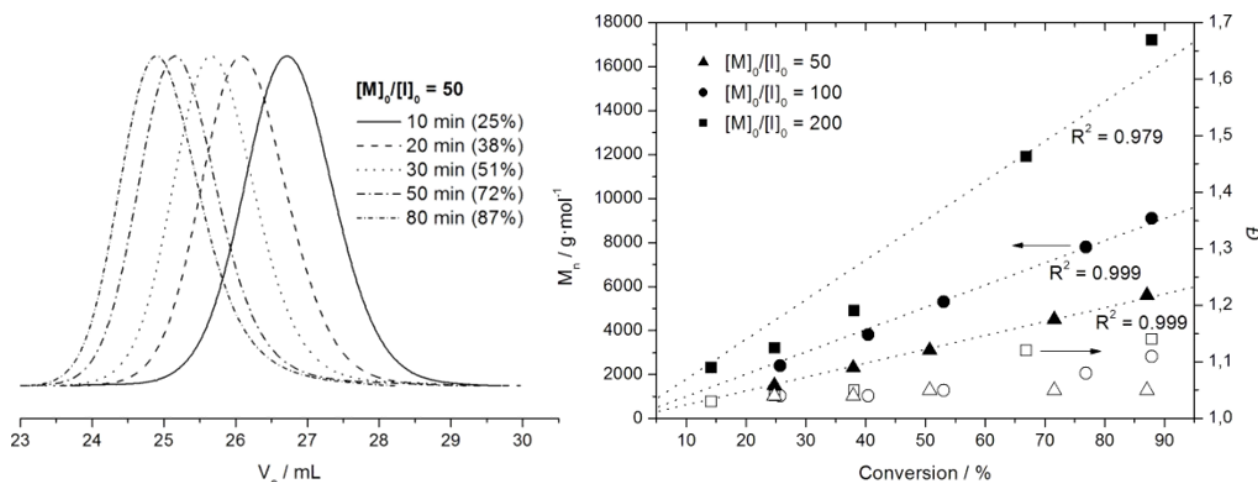 [M]₀/[I]₀ = 50
10 min (25%)
20 min (38%)
30 min (51%)
50 min (72%)
80 min (87%)
23 24 25 26 27 28 29 30
/ mL
18000
16000
14000
12000
10000
8000
6000
4000
2000
0
Mₙ / g·mol⁻¹
[M]₀/[I]₀ = 50
[M]₀/[I]₀ = 100
[M]₀/[I]₀ = 200
R² = 0.979
R² = 0.999
R² = 0.999
1,7
1,6
1,5
1,4
1,3
1,2
1,1
1,0
Đ
10 20 30 40 50 60 70 80 90
Conversion / %